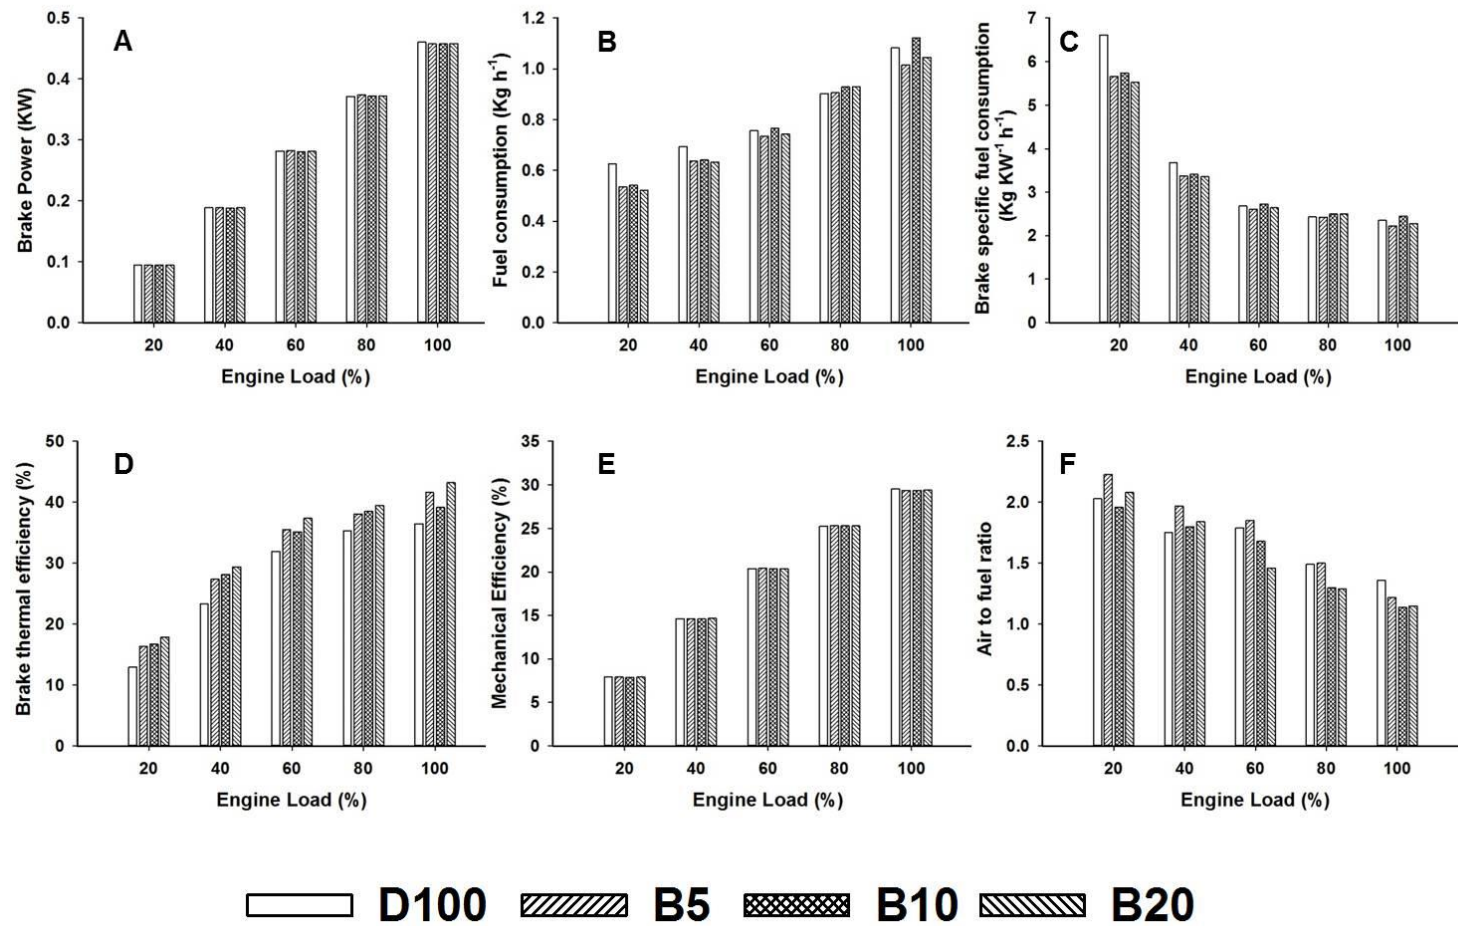 A
Brake Power (KW)
0.5
0.4
0.3
0.2
0.1
0.0
20 40 60 80 100
Engine Load (%)
B
Fuel consumption (Kg h⁻¹)
1.2
1.0
0.8
0.6
0.4
0.2
0.0
20 40 60 80 100
Engine Load (%)
C
Brake specific fuel consumption
(Kg KW⁻¹ h⁻¹)
7
6
5
4
3
2
1
0
20 40 60 80 100
Engine Load (%)
D
Brake thermal efficiency (%)
50
40
30
20
10
0
20 40 60 80 100
Engine Load (%)
E
Mechanical Efficiency (%)
35
30
25
20
15
10
5
0
20 40 60 80 100
Engine Load (%)
F
Air to fuel ratio
2.5
2.0
1.5
1.0
0.5
0.0
20 40 60 80 100
Engine Load (%)
D100 B5 B10 B20